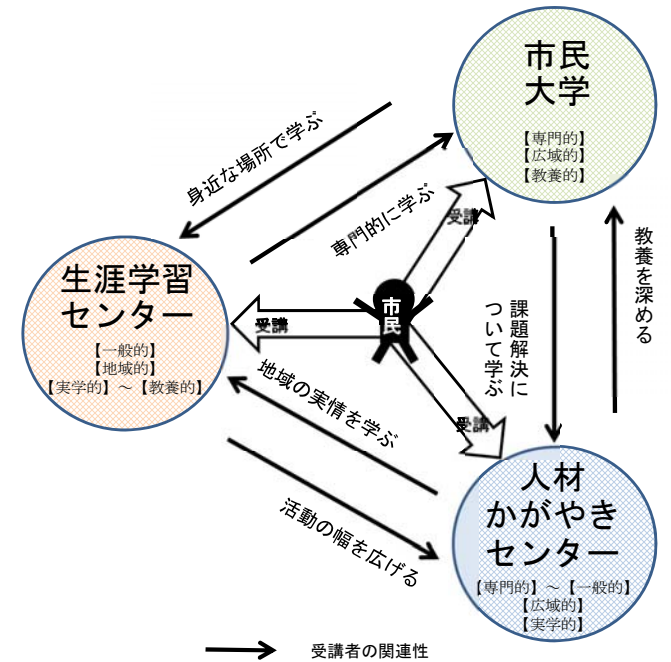 市民
大学
【専門的】
【広域的】
【教養的】
身近な場所で学ぶ
専門的に学ぶ
受講
教養を深める
生涯学習
センター
【一般的】
【地域的】
【実学的】～【教養的】
市
民
受講
課題解決に
ついて学ぶ
地域の実情を学ぶ
受講
活動の幅を広げる
人材
かがやき
センター
【専門的】～【一般的】
【広域的】
【実学的】
受講者の関連性